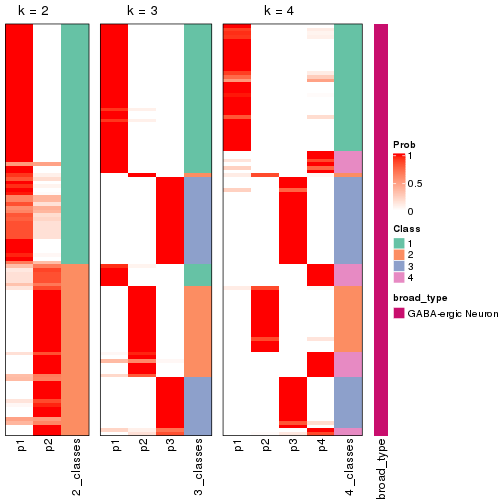 k = 2
k = 3
k = 4
Prob
1
0.5
0
Class
1
2
3
4
broad_type
GABA-ergic Neuron
p1
p2
2_classes
p1
p2
p3
3_classes
p1
p2
p3
p4
4_classes
broad_type